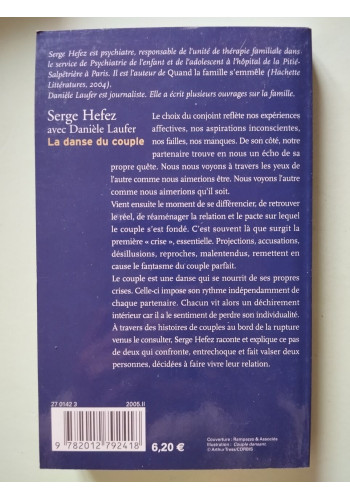 Serge Hefez est psychiatre, responsable de l'unité de thérapie familiale dans
le service de Psychiatrie de l'enfant et de l'adolescent à l'hôpital de la Pitié-
Salpêtrière à Paris. Il est l'auteur de Quand la famille s'emmêle (Hachette
Littératures, 2004).
Danièle Laufer est journaliste. Elle a écrit plusieurs ouvrages sur la famille.
Serge Hefez
avec Danièle Laufer
La danse du couple
Le choix du conjoint reflète nos expériences
affectives, nos aspirations inconscientes,
nos failles, nos manques. De son côté, notre
partenaire trouve en nous un écho de sa
propre quête. Nous nous voyons à travers les yeux de
l'autre comme nous aimerions être. Nous voyons l'autre
comme nous aimerions qu'il soit.
Vient ensuite le moment de se différencier, de retrouver
le réel, de réaménager la relation et le pacte sur lequel
le couple s'est fondé. C'est souvent là que surgit la
première « crise », essentielle. Projections, accusations,
désillusions, reproches, malentendus, remettent en
cause le fantasme du couple parfait.
Le couple est une danse qui se nourrit de ses propres
crises. Celle-ci impose son rythme indépendamment de
chaque partenaire. Chacun vit alors un déchirement
intérieur car il a le sentiment de perdre son individualité.
À travers des histoires de couples au bord de la rupture
venus le consulter, Serge Hefez raconte et explique ce
pas de deux qui confronte, entrechoque et fait valser deux
personnes, décidées à faire vivre leur relation.
27 0142 3
2005.II
9 782012 792418
6,20 €
Couverture : Rampazzo & Associés
Illustration : Couple dansant
© Arthur Tress/CORBIS